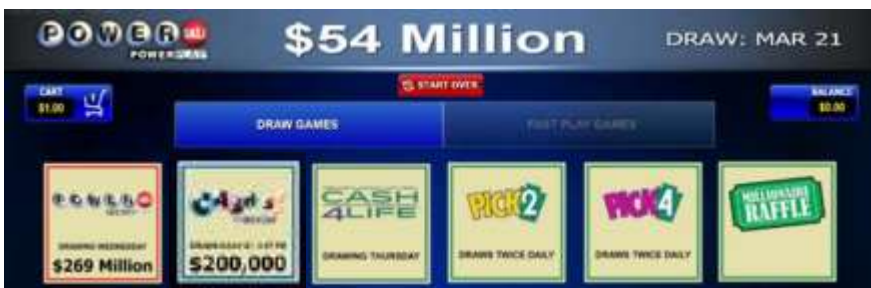 POWERBALL
POWERPLAY
$54 Million
DRAW: MAR 21
CART
$1.00
START OVER
BALANCE
$0.00
DRAW GAMES
FAST PLAY GAMES
POWERBALL
DRAWING WEDNESDAY
$269 Million
$200,000
CASH
4LIFE
DRAWING THURSDAY
PICK 2
DRAWS TWICE DAILY
PICK 4
DRAWS TWICE DAILY
MILLIONAIRE
RAFFLE